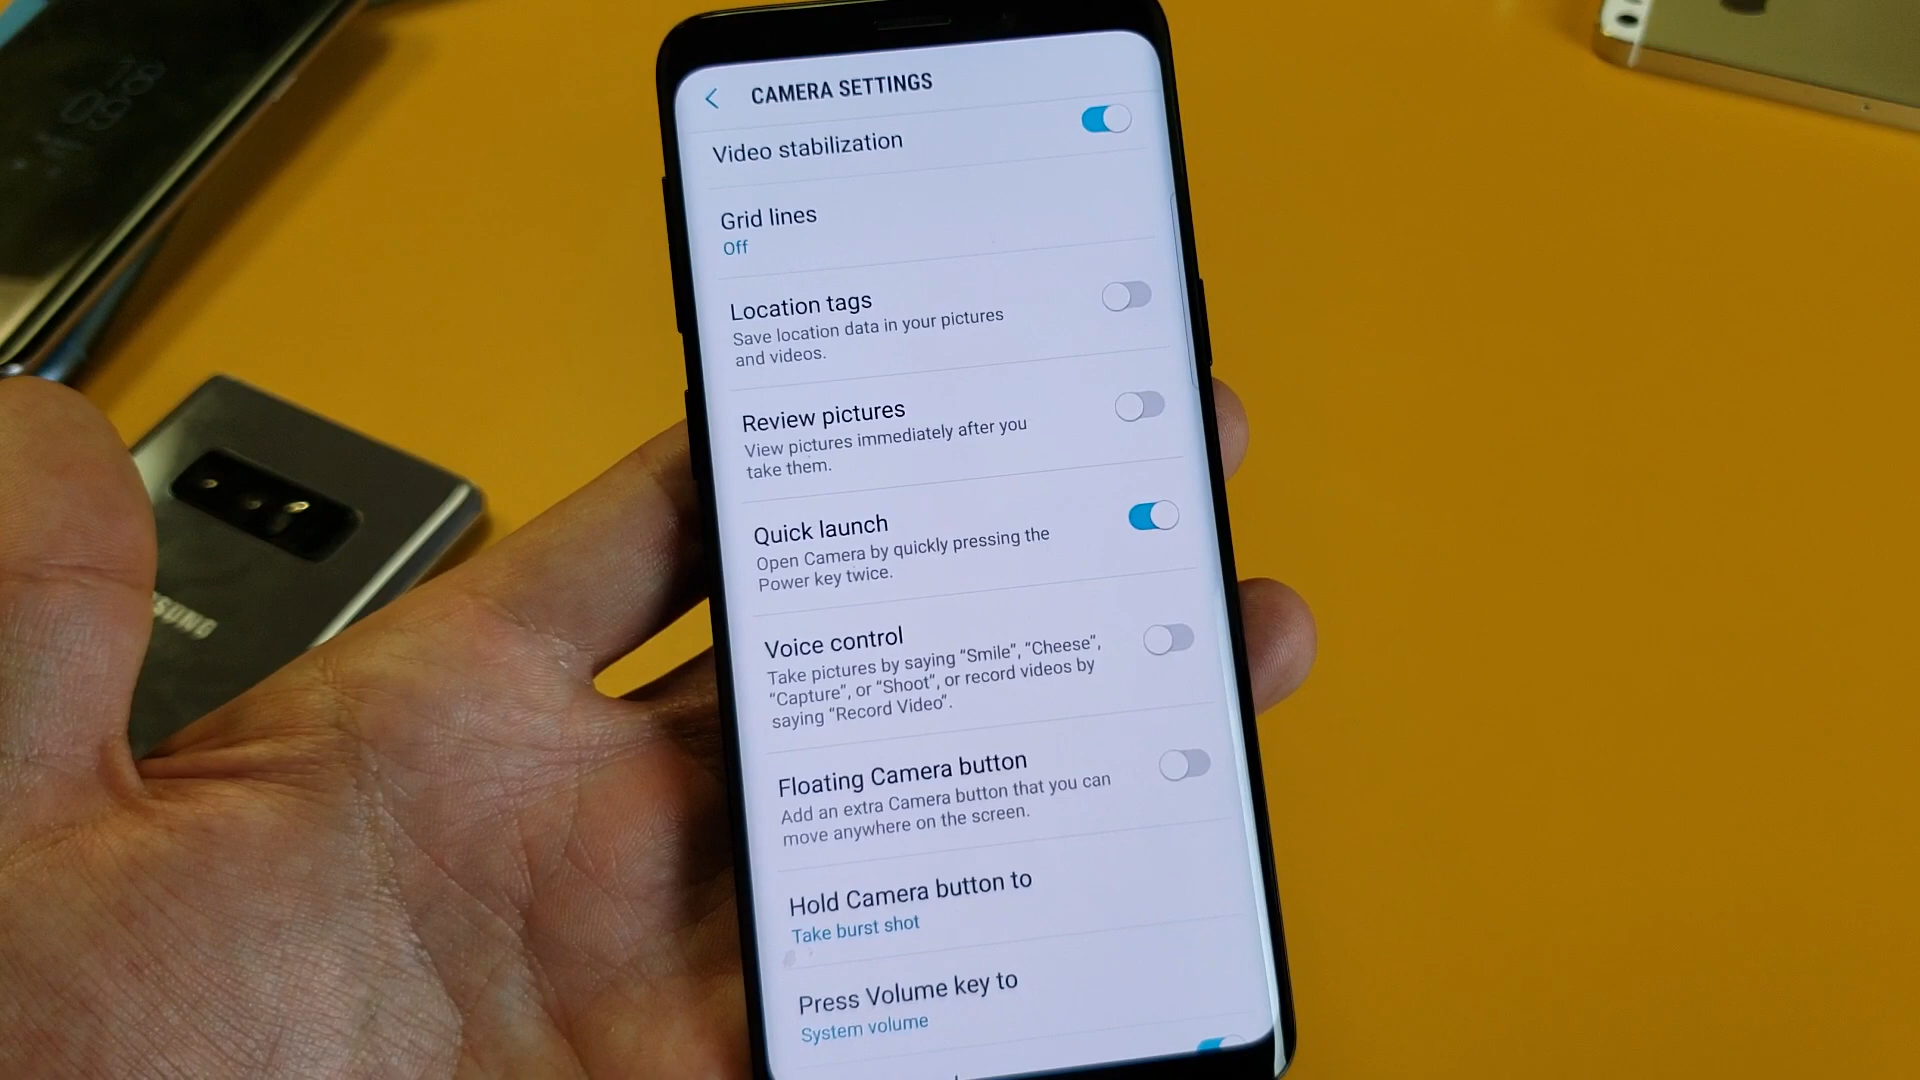 CAMERA SETTINGS
Video stabilization
Grid lines
Off
Location tags
Save location data in your pictures
and videos.
Review pictures
View pictures immediately after you
take them.
Quick launch
Open Camera by quickly pressing the
Power key twice.
Voice control
Take pictures by saying “Smile”, “Cheese”,
“Capture”, or “Shoot”, or record videos by
saying “Record Video”.
Floating Camera button
Add an extra Camera button that you can
move anywhere on the screen.
Hold Camera button to
Take burst shot
Press Volume key to
System volume
18
09
SUNG